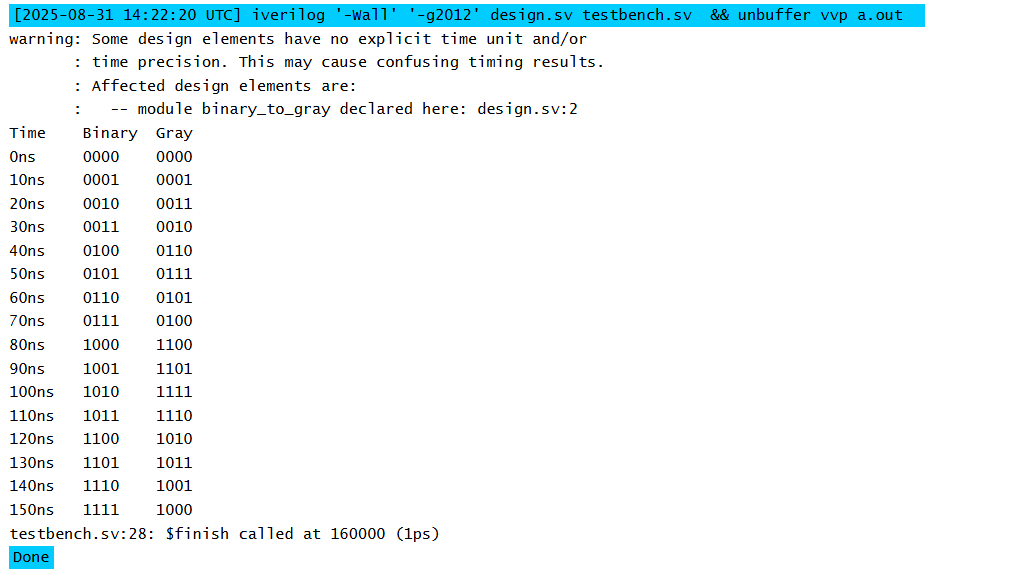 [2025-08-31 14:22:20 UTC] iverilog '-Wall' '-g2012' design.sv testbench.sv  && unbuffer vvp a.out
warning: Some design elements have no explicit time unit and/or
       : time precision. This may cause confusing timing results.
       : Affected design elements are:
       :   -- module binary_to_gray declared here: design.sv:2
Time    Binary  Gray
0ns     0000    0000
10ns    0001    0001
20ns    0010    0011
30ns    0011    0010
40ns    0100    0110
50ns    0101    0111
60ns    0110    0101
70ns    0111    0100
80ns    1000    1100
90ns    1001    1101
100ns   1010    1111
110ns   1011    1110
120ns   1100    1010
130ns   1101    1011
140ns   1110    1001
150ns   1111    1000
testbench.sv:28: $finish called at 160000 (1ps)
Done